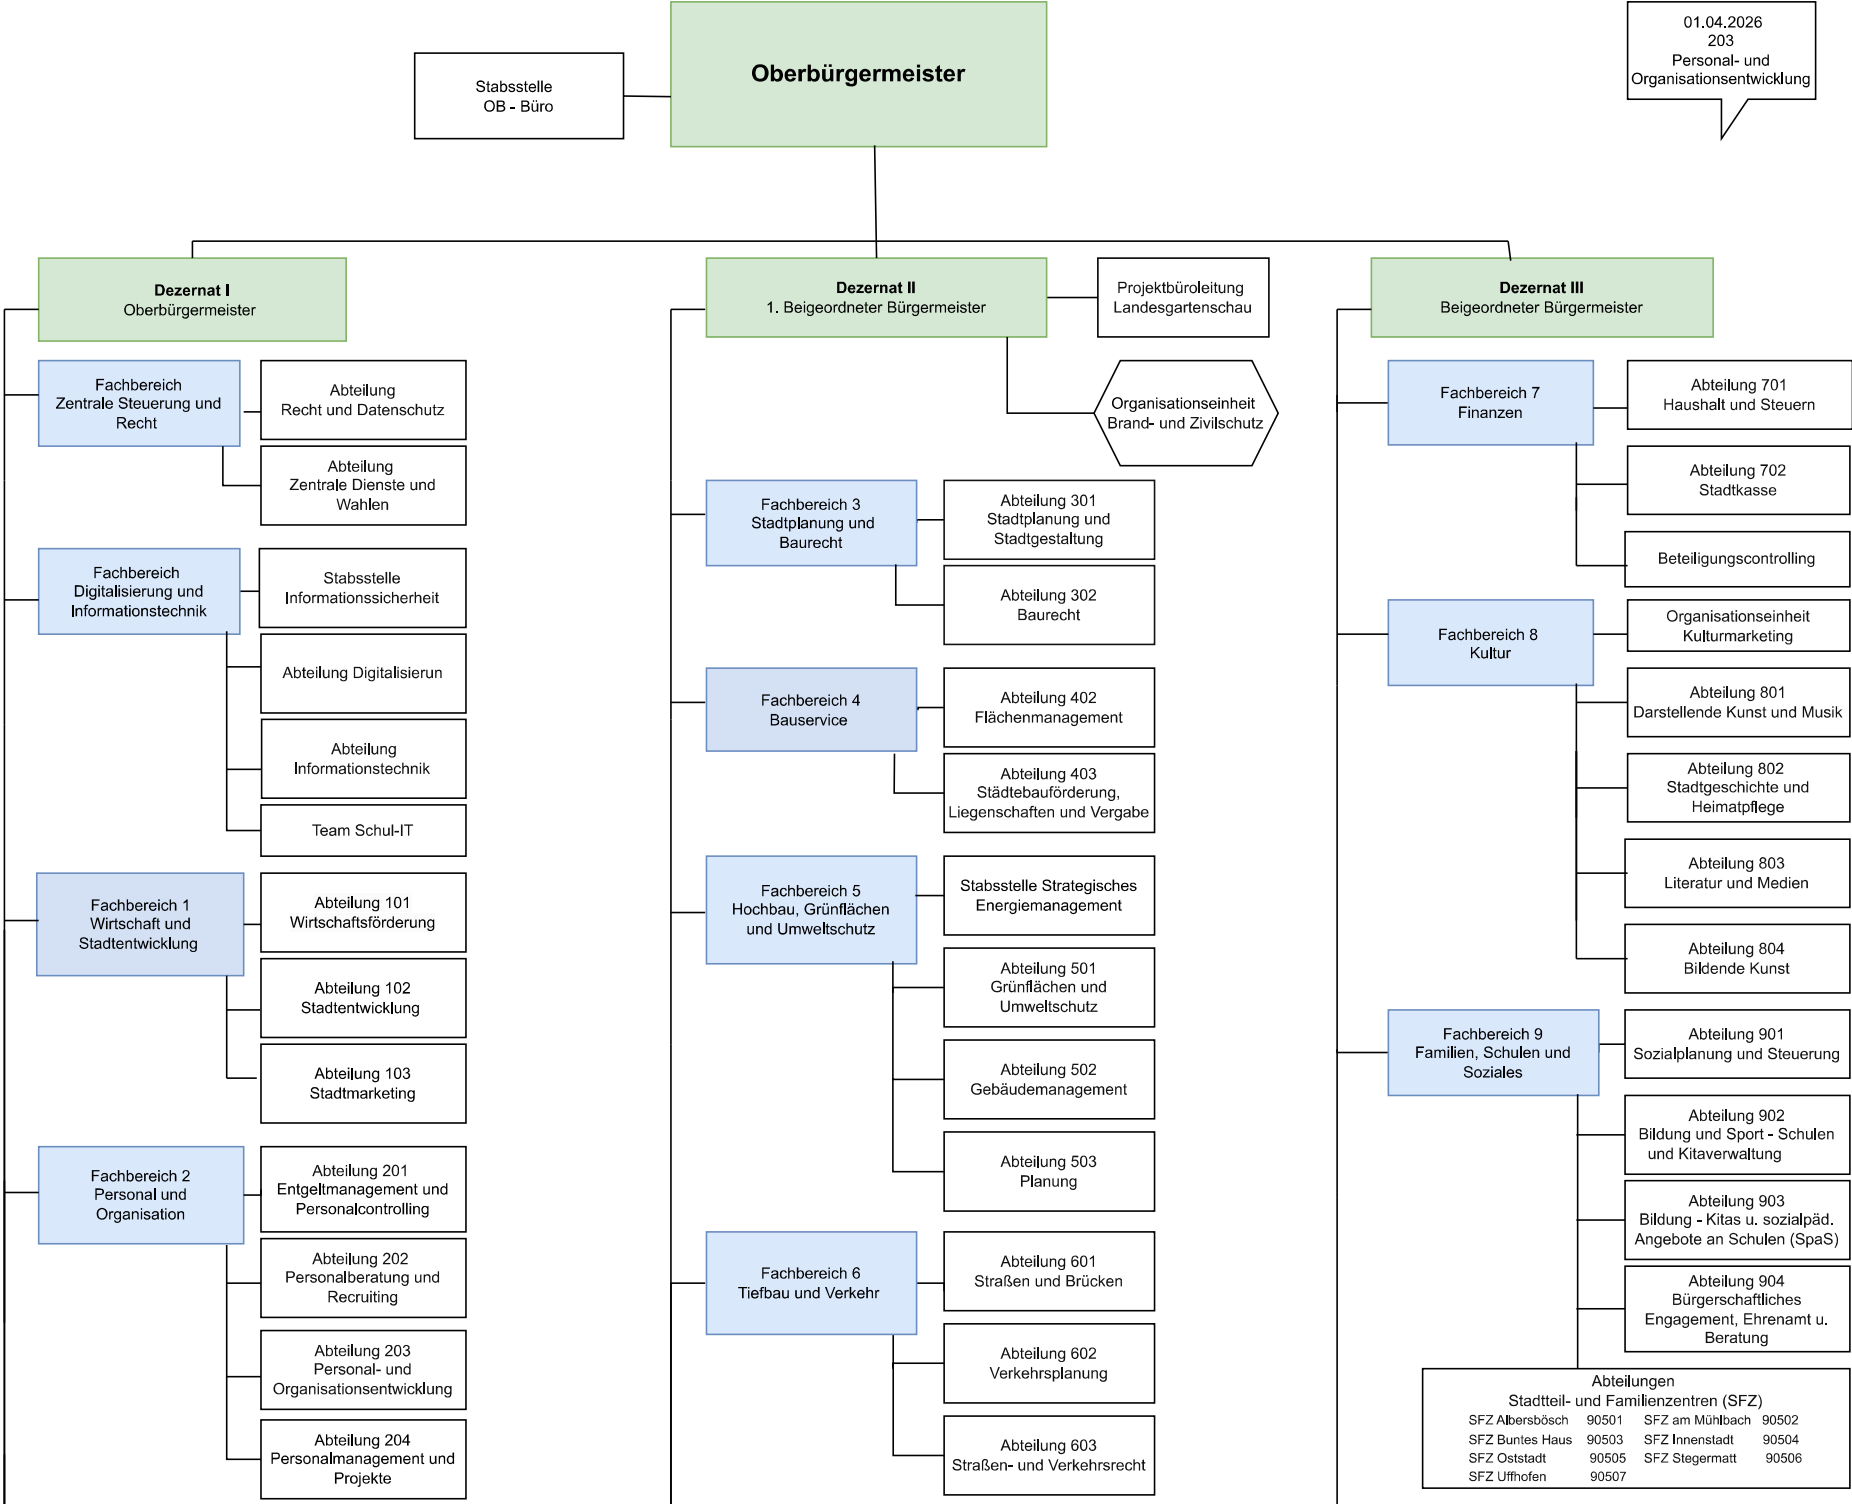 Oberbürgermeister
Stabsstelle
OB - Büro
01.04.2026
203
Personal- und
Organisationsentwicklung
Dezernat I
Oberbürgermeister
Fachbereich
Zentrale Steuerung und
Recht
Abteilung
Recht und Datenschutz
Abteilung
Zentrale Dienste und
Wahlen
Fachbereich
Digitalisierung und
Informationstechnik
Stabsstelle
Informationssicherheit
Abteilung Digitalisierun
Abteilung
Informationstechnik
Team Schul-IT
Fachbereich 1
Wirtschaft und
Stadtentwicklung
Abteilung 101
Wirtschaftsförderung
Abteilung 102
Stadtentwicklung
Abteilung 103
Stadtmarketing
Fachbereich 2
Personal und
Organisation
Abteilung 201
Entgeltmanagement und
Personalcontrolling
Abteilung 202
Personalberatung und
Recruiting
Abteilung 203
Personal- und
Organisationsentwicklung
Abteilung 204
Personalmanagement und
Projekte
Dezernat II
1. Beigeordneter Bürgermeister
Projektbüroleitung
Landesgartenschau
Organisationseinheit
Brand- und Zivilschutz
Fachbereich 3
Stadtplanung und
Baurecht
Abteilung 301
Stadtplanung und
Stadtgestaltung
Abteilung 302
Baurecht
Fachbereich 4
Bauservice
Abteilung 402
Flächenmanagement
Abteilung 403
Städtebauförderung,
Liegenschaften und Vergabe
Fachbereich 5
Hochbau, Grünflächen
und Umweltschutz
Stabsstelle Strategisches
Energiemanagement
Abteilung 501
Grünflächen und
Umweltschutz
Abteilung 502
Gebäudemanagement
Abteilung 503
Planung
Fachbereich 6
Tiefbau und Verkehr
Abteilung 601
Straßen und Brücken
Abteilung 602
Verkehrsplanung
Abteilung 603
Straßen- und Verkehrsrecht
Dezernat III
Beigeordneter Bürgermeister
Fachbereich 7
Finanzen
Abteilung 701
Haushalt und Steuern
Abteilung 702
Stadtkasse
Beteiligungscontrolling
Fachbereich 8
Kultur
Organisationseinheit
Kulturmarketing
Abteilung 801
Darstellende Kunst und Musik
Abteilung 802
Stadtgeschichte und
Heimatpflege
Abteilung 803
Literatur und Medien
Abteilung 804
Bildende Kunst
Fachbereich 9
Familien, Schulen und
Soziales
Abteilung 901
Sozialplanung und Steuerung
Abteilung 902
Bildung und Sport - Schulen
und Kitaverwaltung
Abteilung 903
Bildung - Kitas u. sozialpäd.
Angebote an Schulen (SpaS)
Abteilung 904
Bürgerschaftliches
Engagement, Ehrenamt u.
Beratung
Abteilungen
Stadtteil- und Familienzentren (SFZ)
SFZ Albersbösch 90501 SFZ am Mühlbach 90502
SFZ Buntes Haus 90503 SFZ Innenstadt 90504
SFZ Oststadt 90505 SFZ Stegermatt 90506
SFZ Uffhofen 90507